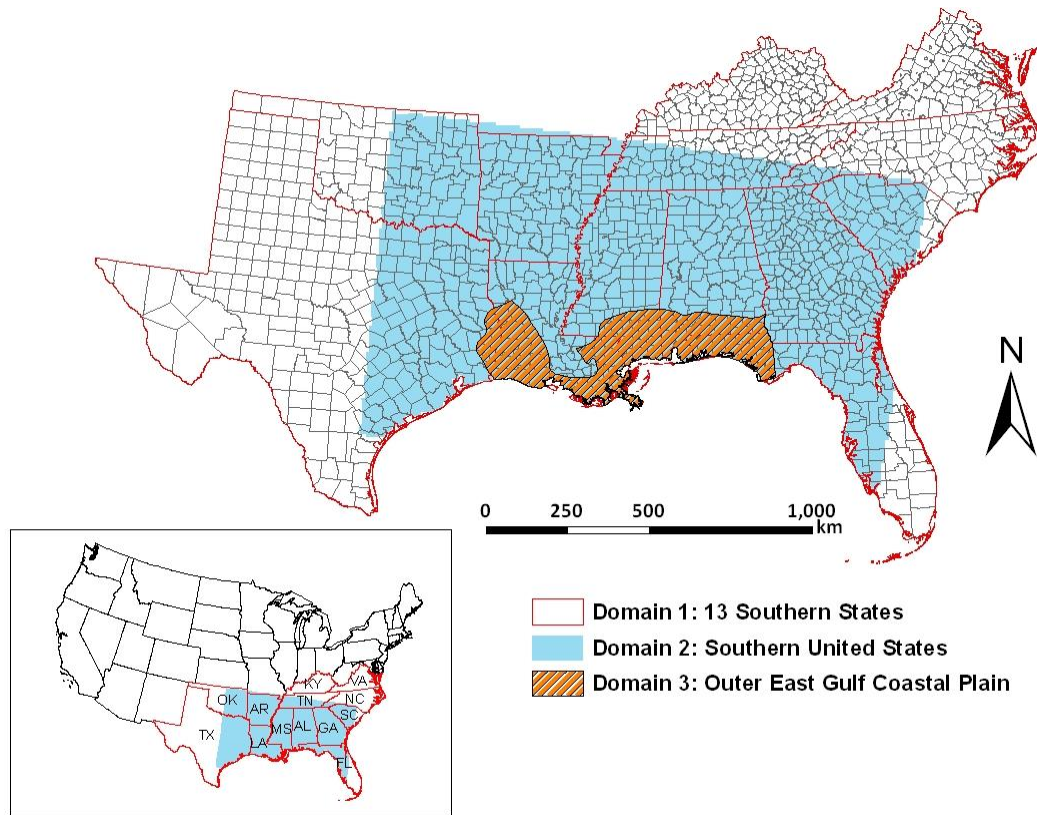 N
0 250 500 1,000
km
Domain 1: 13 Southern States
Domain 2: Southern United States
Domain 3: Outer East Gulf Coastal Plain
KY VA
OK AR TN NC
SC
TX LA MS AL GA
FL